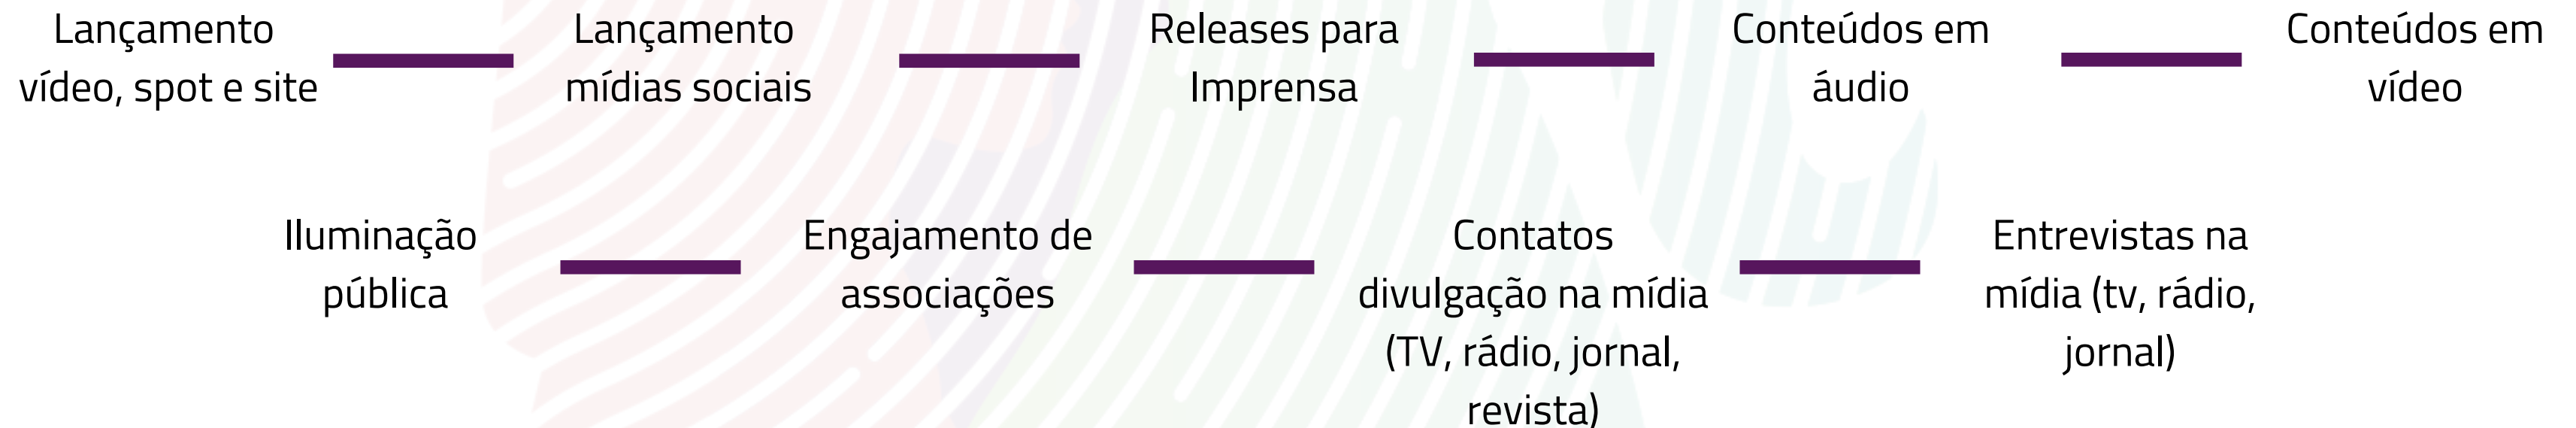 Lançamento
vídeo, spot e site
Lançamento
mídias sociais
Releases para
Imprensa
Conteúdos em
áudio
Conteúdos em
vídeo
Iluminação
pública
Engajamento de
associações
Contatos
divulgação na mídia
(TV, rádio, jornal,
revista)
Entrevistas na
mídia (tv, rádio,
jornal)